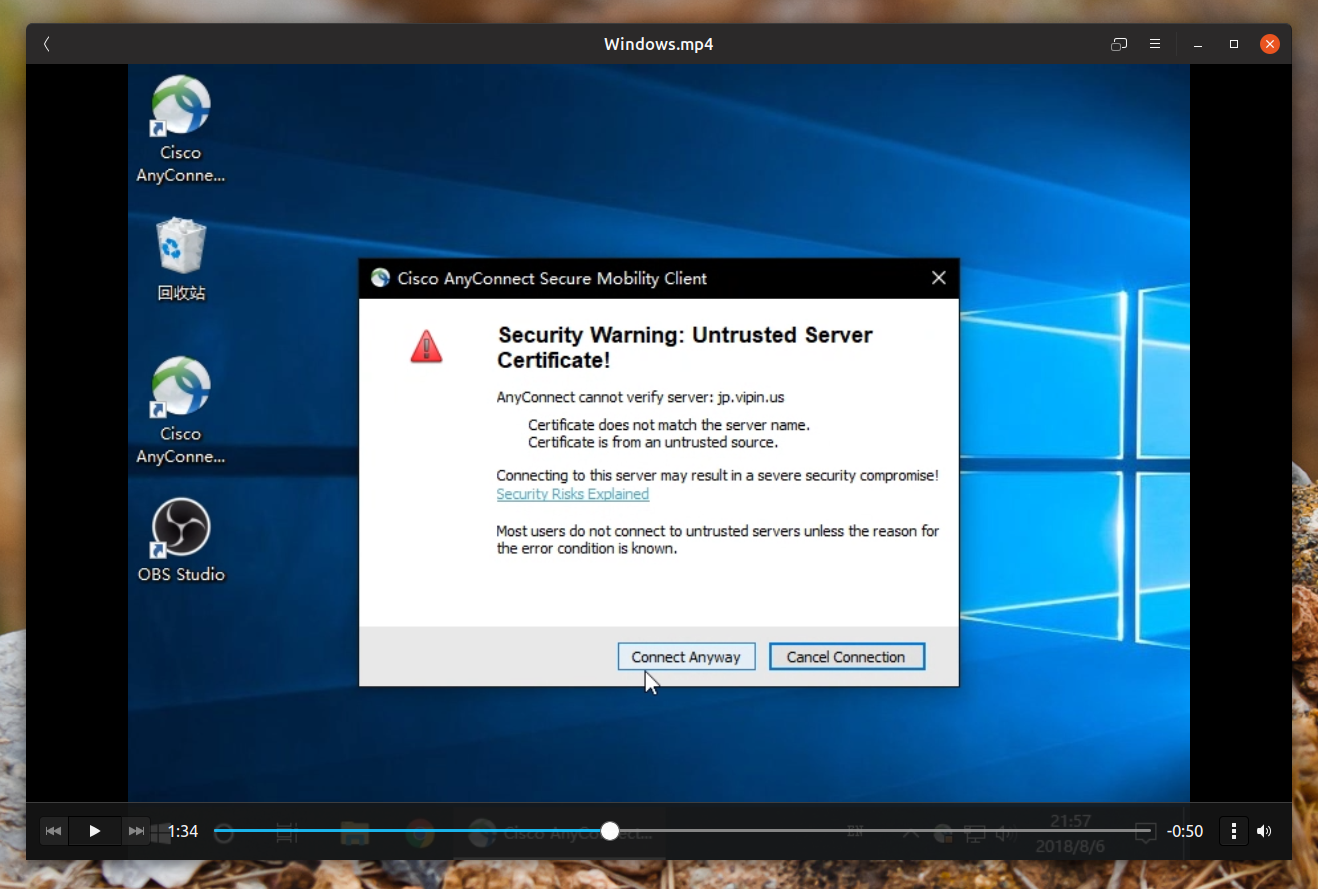 Windows.mp4
Cisco
AnyConne...
回收站
Cisco
AnyConne...
OBS Studio
Cisco AnyConnect Secure Mobility Client
Security Warning: Untrusted Server
Certificate!
AnyConnect cannot verify server: jp.vipin.us
Certificate does not match the server name.
Certificate is from an untrusted source.
Connecting to this server may result in a severe security compromise!
Security Risks Explained
Most users do not connect to untrusted servers unless the reason for
the error condition is known.
Connect Anyway
Cancel Connection
1:34
Cisco AnyConnect...
EN
21:57
2018/8/6
-0:50